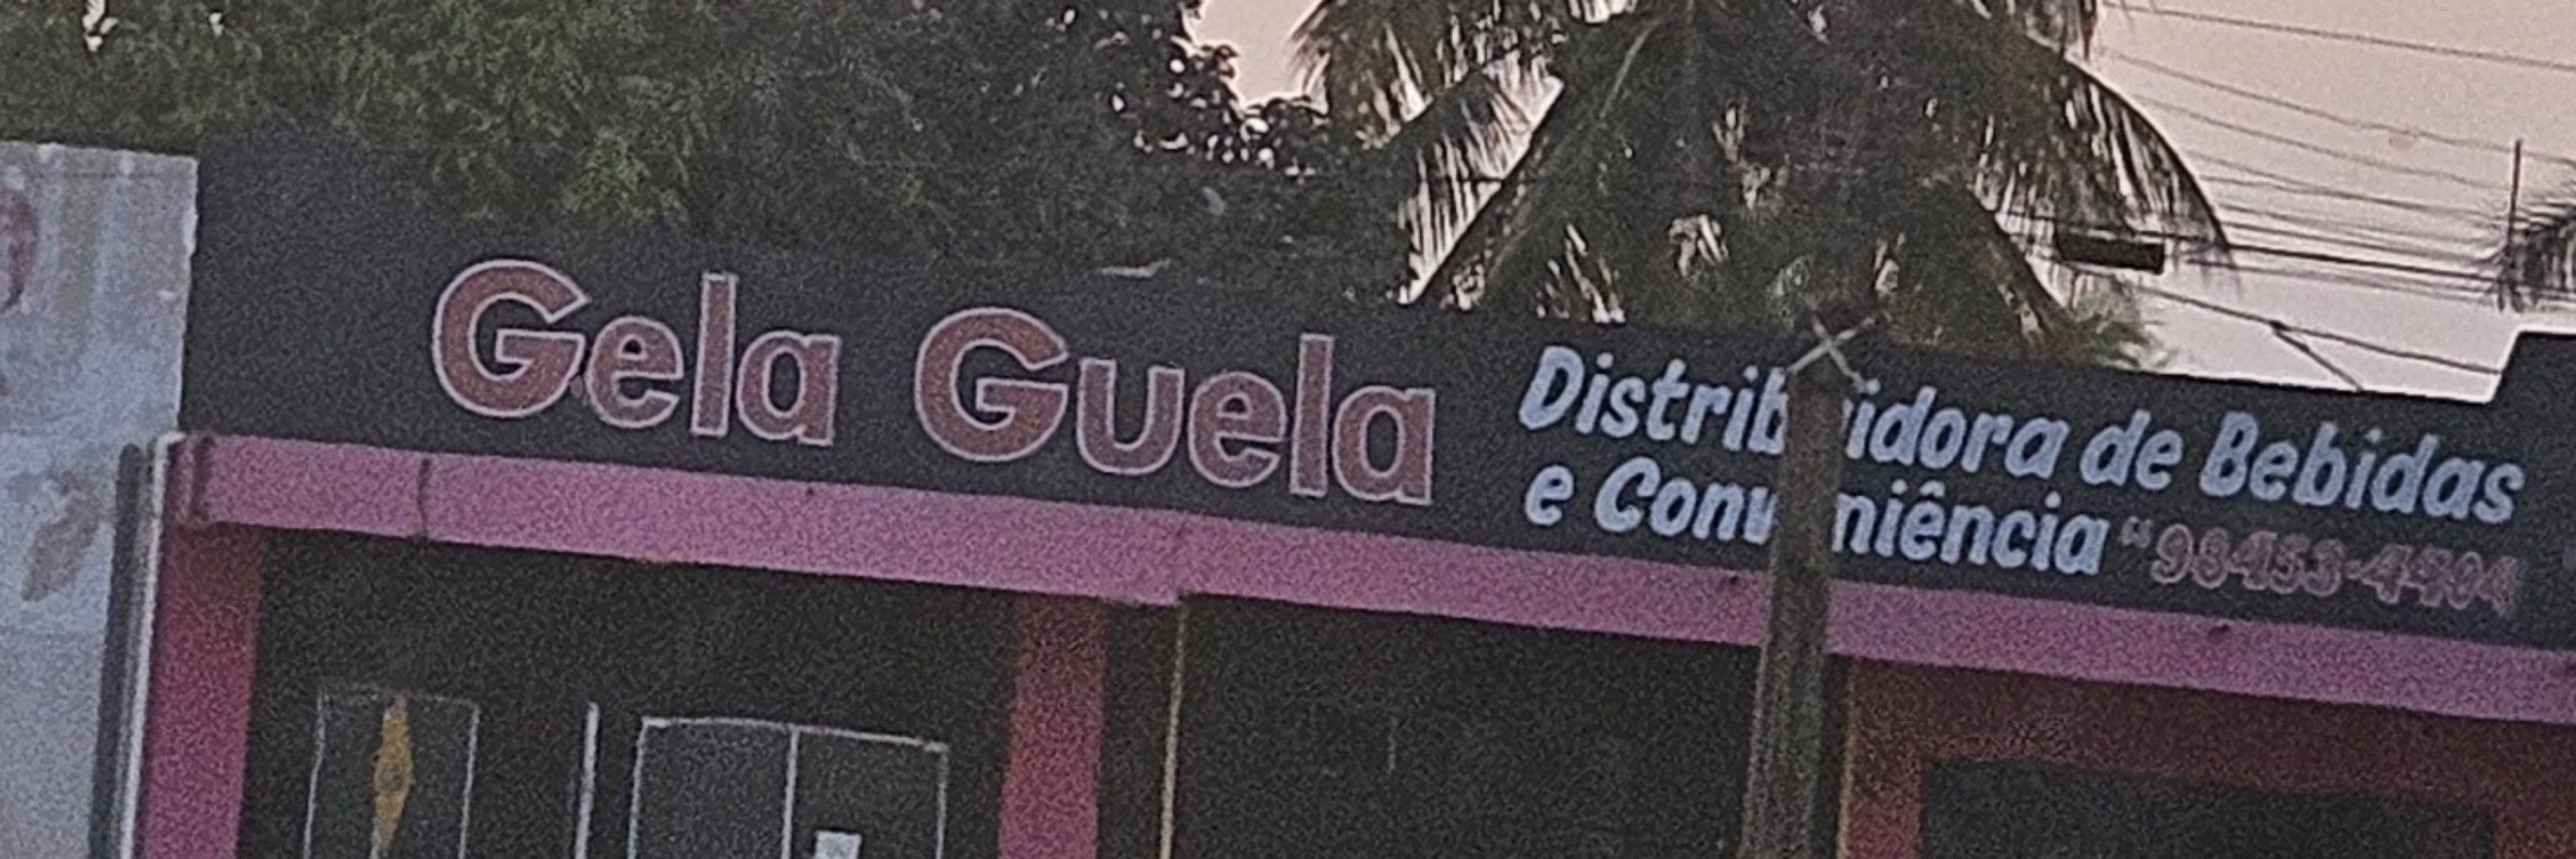 Gela Guela
Distribuidora de Bebidas
e Conveniência